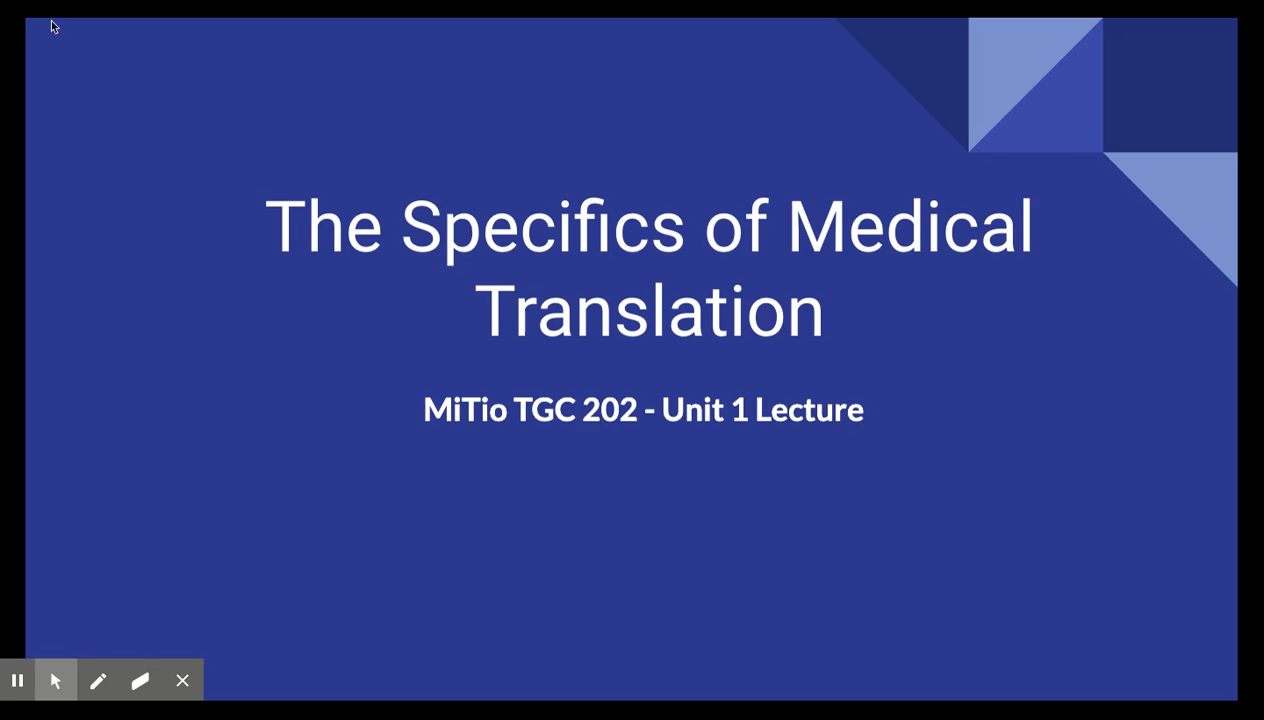 The Specifics of Medical
Translation
MiTio TGC 202 - Unit 1 Lecture